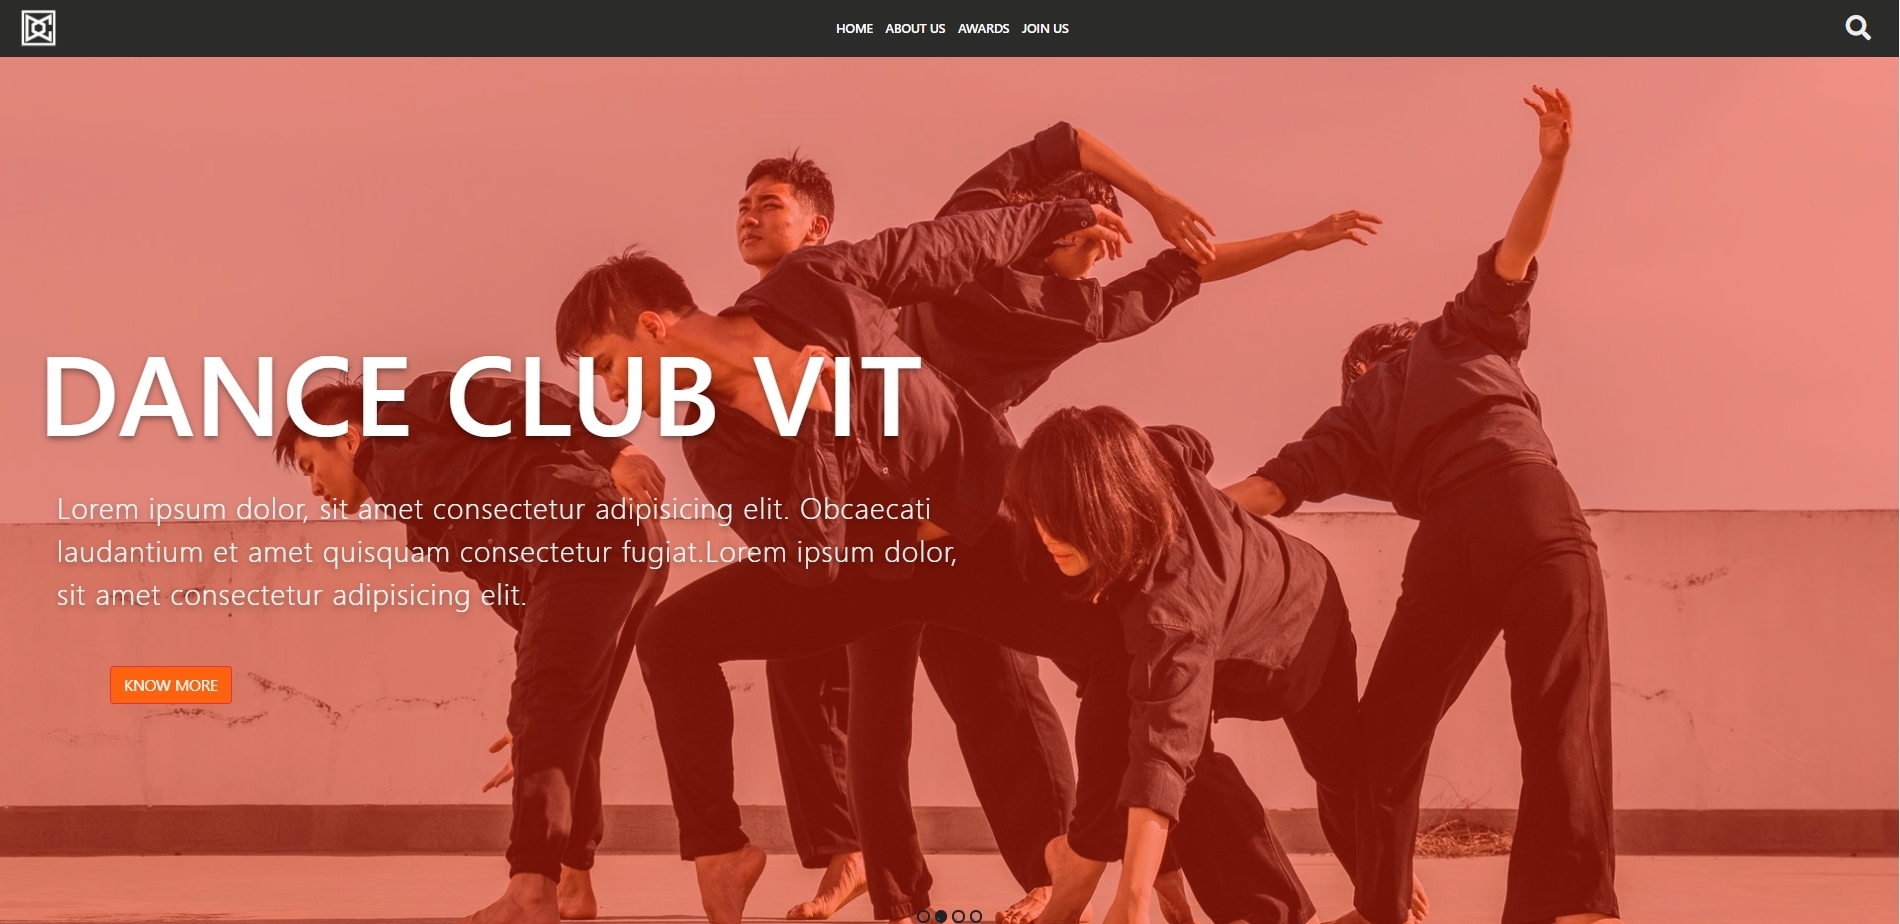 HOME ABOUT US AWARDS JOIN US
DANCE CLUB VIT
Lorem ipsum dolor, sit amet consectetur adipisicing elit. Obcaecati
laudantium et amet quisquam consectetur fugiat.Lorem ipsum dolor,
sit amet consectetur adipisicing elit.
KNOW MORE